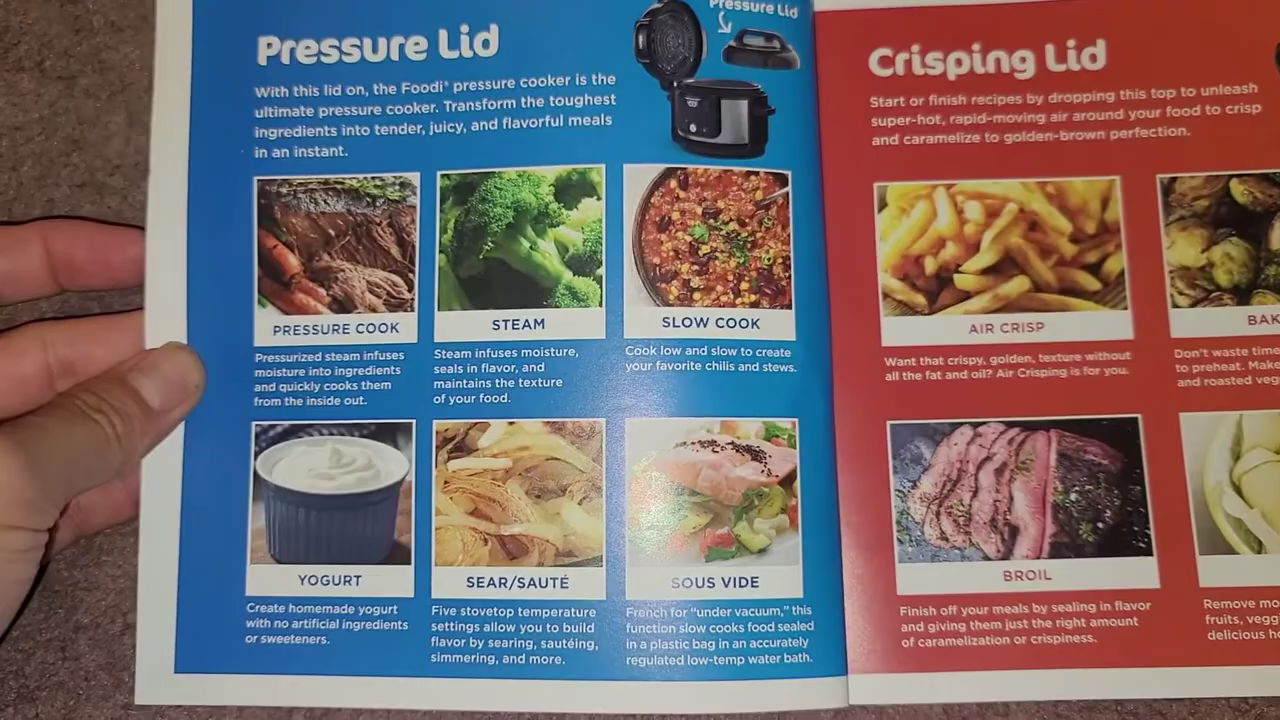 Pressure Lid
With this lid on, the Foodi® pressure cooker is the
ultimate pressure cooker. Transform the toughest
ingredients into tender, juicy, and flavorful meals
in an instant.
Pressure Lid
PRESSURE COOK
Pressurized steam infuses
moisture into ingredients
and quickly cooks them
from the inside out.
STEAM
Steam infuses moisture,
seals in flavor, and
maintains the texture
of your food.
SLOW COOK
Cook low and slow to create
your favorite chilis and stews.
YOGURT
Create homemade yogurt
with no artificial ingredients
or sweeteners.
SEAR/SAUTÉ
Five stovetop temperature
settings allow you to build
flavor by searing, sautéing,
simmering, and more.
SOUS VIDE
French for "under vacuum," this
function slow cooks food sealed
in a plastic bag in an accurately
regulated low-temp water bath.
Crisping Lid
Start or finish recipes by dropping this top to unleash
super-hot, rapid-moving air around your food to crisp
and caramelize to golden-brown perfection.
AIR CRISP
Want that crispy, golden, texture without
all the fat and oil? Air Crisping is for you.
BAK
Don't waste time
to preheat. Make
and roasted veg
BROIL
Finish off your meals by sealing in flavor
and giving them just the right amount
of caramelization or crispiness.
Remove mo
fruits, vegg
delicious h